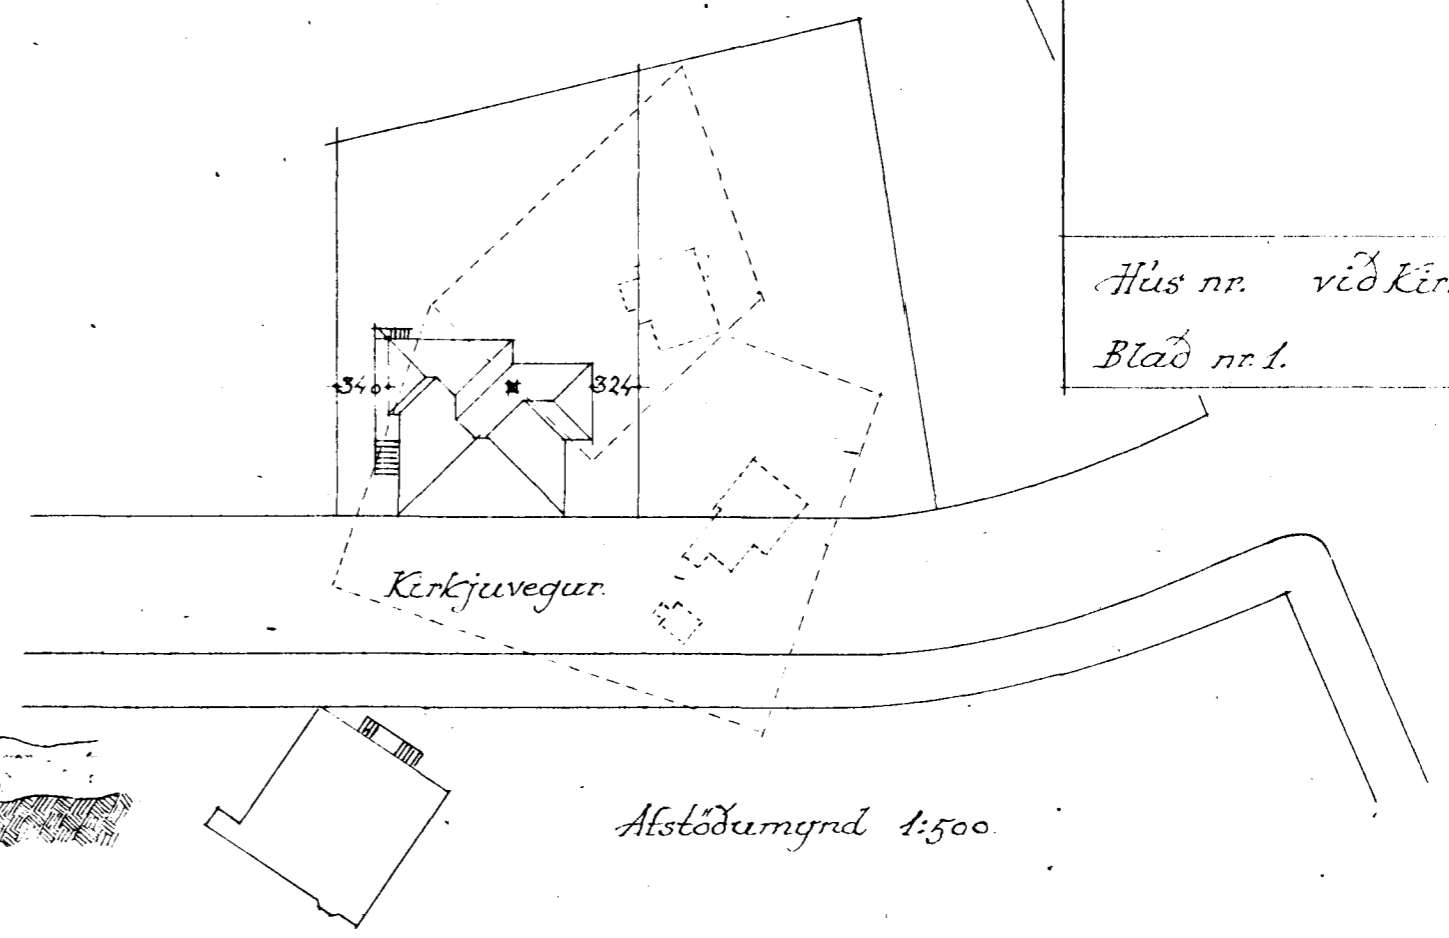 Hús nr. við Kir
Blað nr. 1.
340
324
Kirkjuvegur.
Afstöðumynd 1:500.